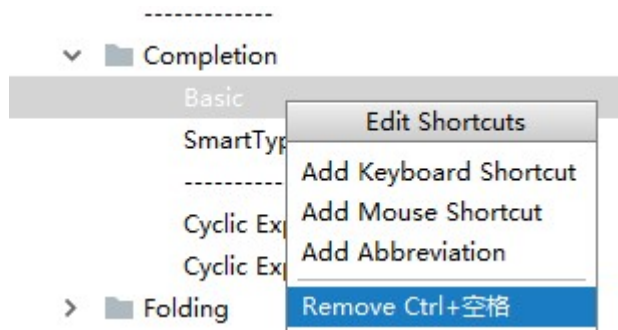 Completion
Basic
Edit Shortcuts
SmartTyp
Add Keyboard Shortcut
Add Mouse Shortcut
Cyclic Exp
Add Abbreviation
Cyclic Exp
Folding
Remove Ctrl+空格